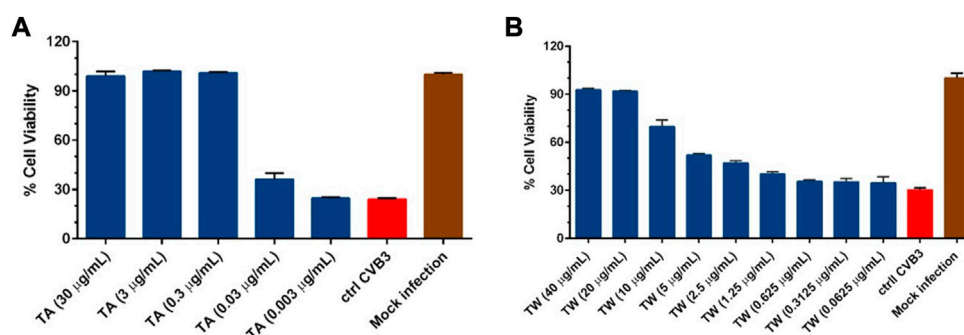 A
% Cell Viability
120
90
60
30
0
TA (30 µg/mL)
TA (3 µg/mL)
TA (0.3 µg/mL)
TA (0.03 µg/mL)
TA (0.003 µg/mL)
ctrl CVB3
Mock infection
B
% Cell Viability
120
90
60
30
0
TW (40 µg/mL)
TW (20 µg/mL)
TW (10 µg/mL)
TW (5 µg/mL)
TW (2.5 µg/mL)
TW (1.25 µg/mL)
TW (0.625 µg/mL)
TW (0.3125 µg/mL)
TW (0.0625 µg/mL)
ctrl CVB3
Mock infection